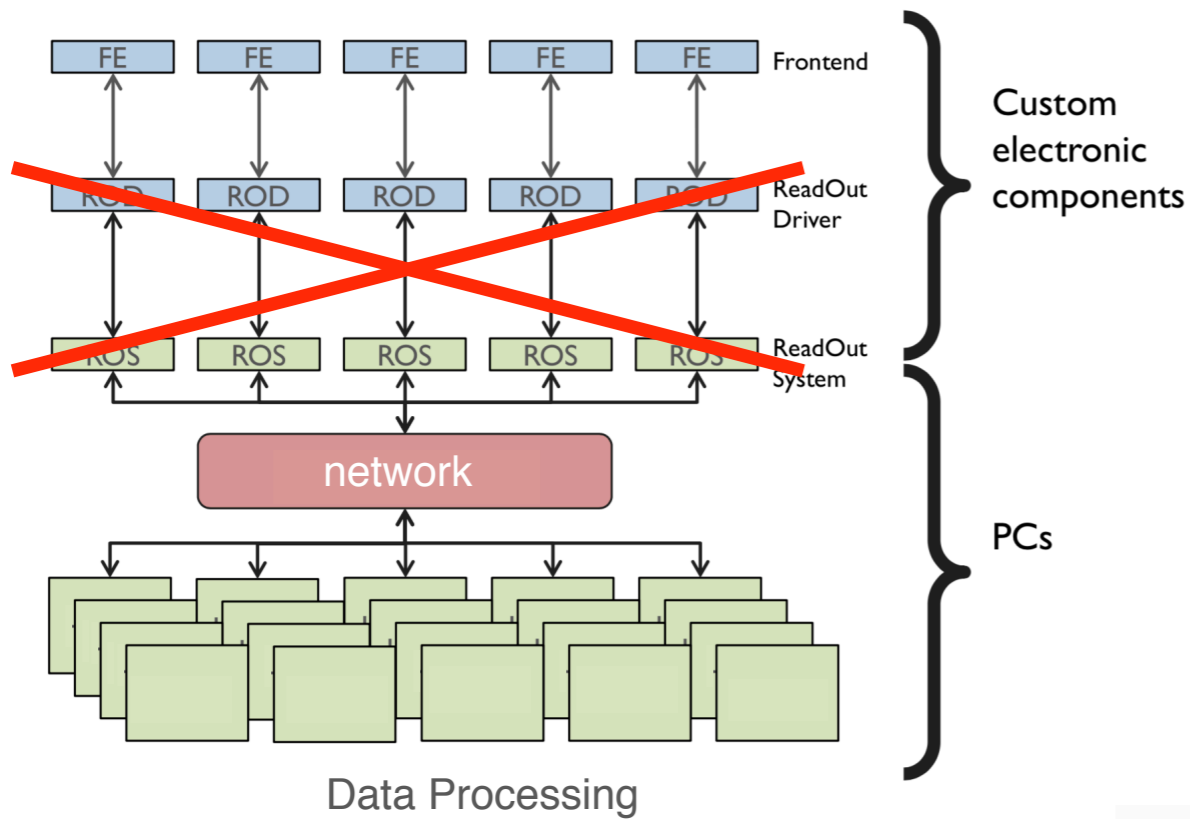 FE FE FE FE FE Frontend
Custom
electronic
components
ROD ROD ROD ROD ROD ReadOut
Driver
ROS ROS ROS ROS ROS ReadOut
System
network
PCs
Data Processing